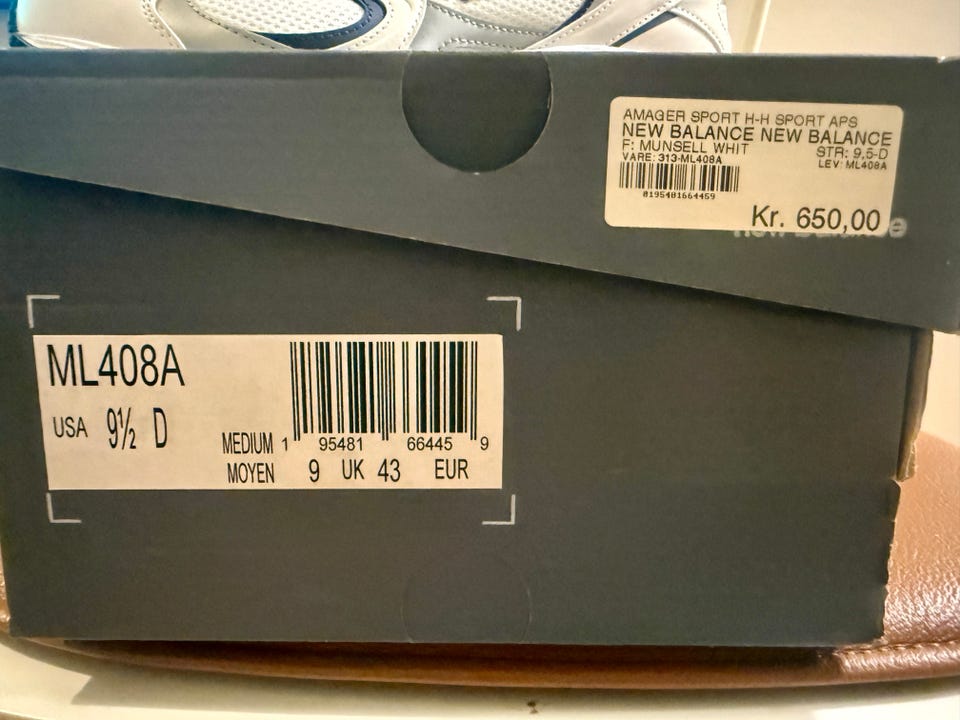 AMAGER SPORT H-H SPORT APS
NEW BALANCE NEW BALANCE
F: MUNSELL WHIT STR: 9,5-D
VARE: 313-ML408A LEV: ML408A
0195481664459
Kr. 650,00
ML408A
USA 9½ D
MEDIUM 1 95481 66445 9
MOYEN 9 UK 43 EUR